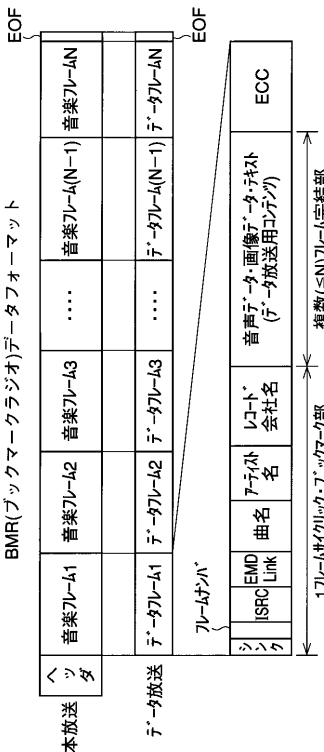 BMR(ブックマークラジオ)データフォーマット
EOF
本放送
ヘッダ
音楽フレーム1
音楽フレーム2
音楽フレーム3
....
音楽フレーム(N−1)
音楽フレームN
EOF
データ放送
データフレーム1
データフレーム2
データフレーム3
....
データフレーム(N−1)
データフレームN
フレームナンバ
シンク
ISRC
EMD Link
曲名
アーティスト名
レコード会社名
音声データ・画像データ・テキスト
(データ放送用コンテンツ)
ECC
1フレームサイクリック・ブックマーク部
複数(≦N)フレーム完結部